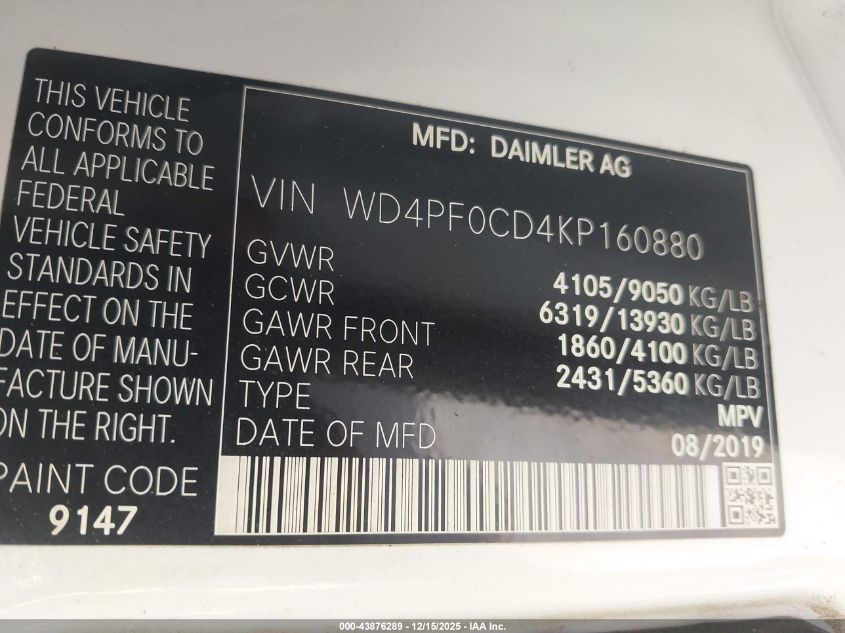 THIS VEHICLE
CONFORMS TO
ALL APPLICABLE
FEDERAL
VEHICLE SAFETY
STANDARDS IN
EFFECT ON THE
DATE OF MANU-
FACTURE SHOWN
ON THE RIGHT.
PAINT CODE
9147
MFD: DAIMLER AG
VIN WD4PF0CD4KP160880
GVWR 4105/9050 KG/LB
GCWR 6319/13930 KG/LB
GAWR FRONT 1860/4100 KG/LB
GAWR REAR 2431/5360 KG/LB
TYPE MPV
DATE OF MFD 08/2019
000-43876289 - 12/15/2025 - IAA Inc.